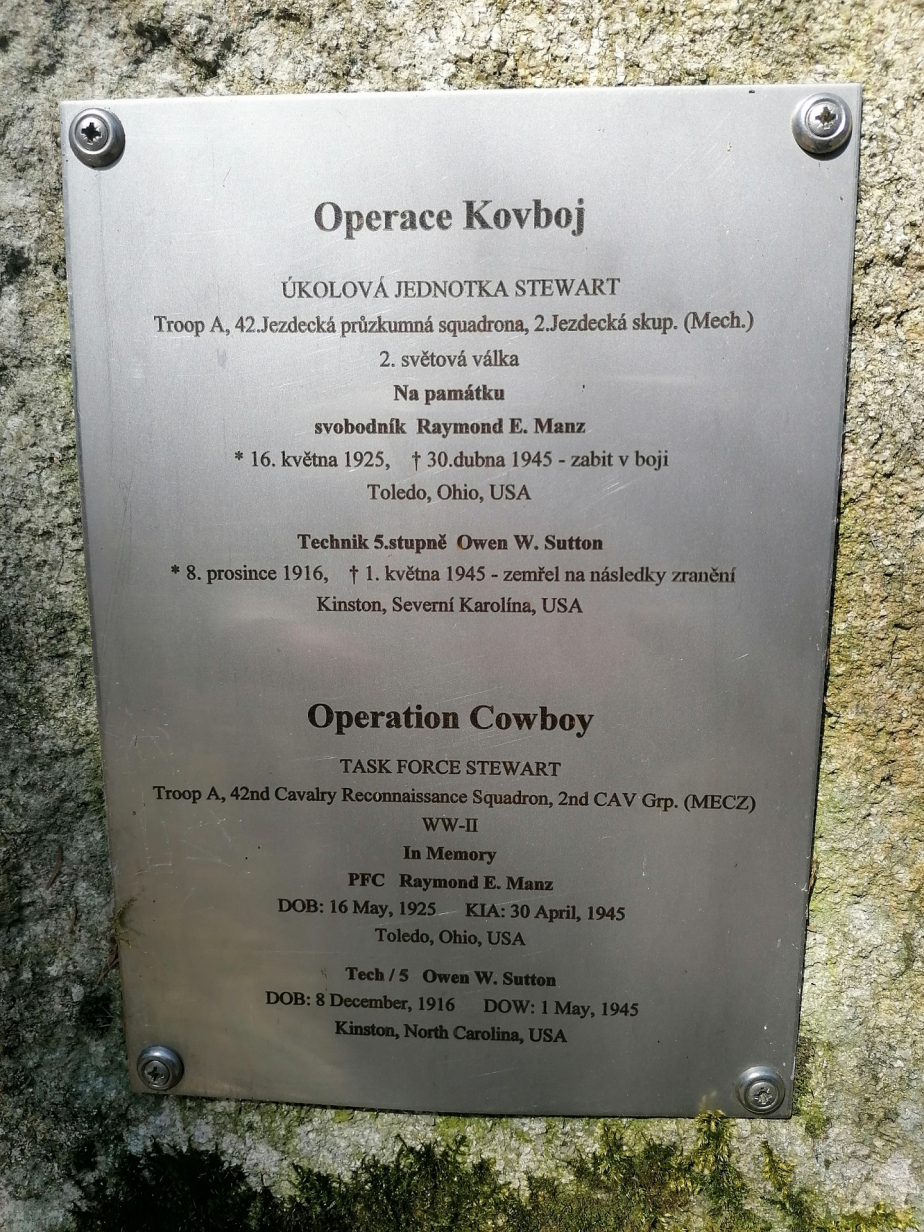 Operace Kovboj
ÚKOLOVÁ JEDNOTKA STEWART
Troop A, 42.Jezdecká průzkumná squadrona, 2.Jezdecká skup. (Mech.)
2. světová válka
Na památku
svobodník Raymond E. Manz
* 16. května 1925, † 30.dubna 1945 - zabit v boji
Toledo, Ohio, USA
Technik 5.stupně Owen W. Sutton
* 8. prosince 1916, † 1. května 1945 - zemřel na následky zranění
Kinston, Severní Karolína, USA
Operation Cowboy
TASK FORCE STEWART
Troop A, 42nd Cavalry Reconnaissance Squadron, 2nd CAV Grp. (MECZ)
WW-II
In Memory
PFC Raymond E. Manz
DOB: 16 May, 1925 KIA: 30 April, 1945
Toledo, Ohio, USA
Tech / 5 Owen W. Sutton
DOB: 8 December, 1916 DOW: 1 May, 1945
Kinston, North Carolina, USA